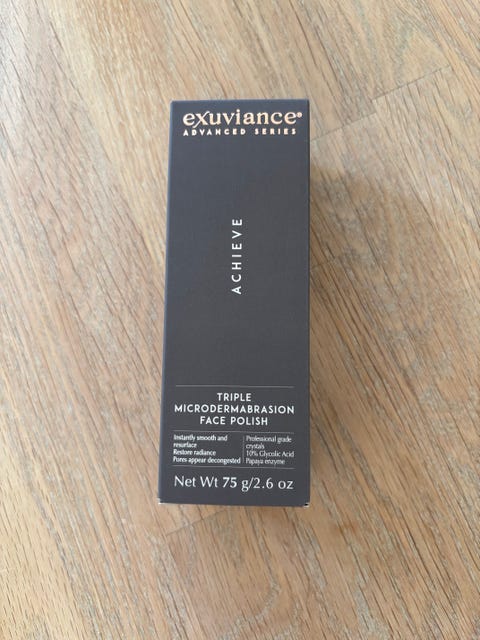 exuviance®
ADVANCED SERIES
ACHIEVE
TRIPLE
MICRODERMABRASION
FACE POLISH
Instantly smooth and
resurface
Restore radiance
Pores appear decongested
Professional grade
crystals
10% Glycolic Acid
Papaya enzyme
Net Wt 75 g/2.6 oz